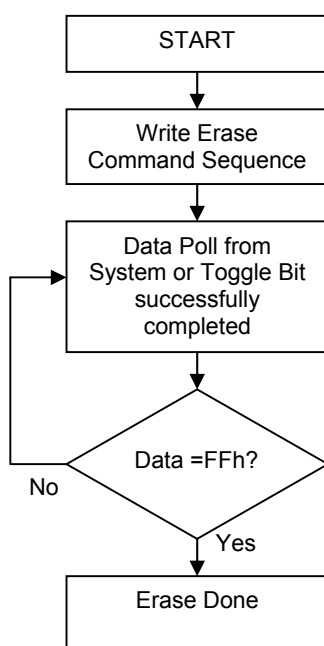 START
Write Erase
Command Sequence
Data Poll from
System or Toggle Bit
successfully
completed
Data =FFh?
No
Yes
Erase Done